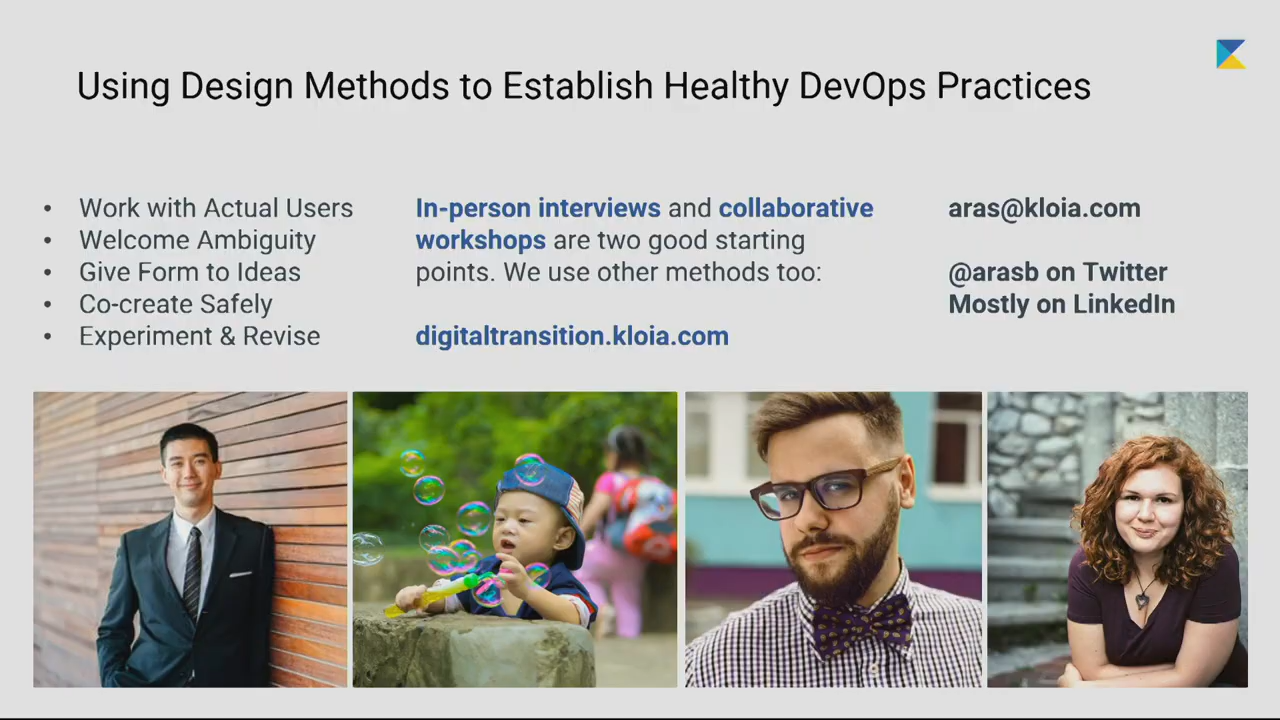 Using Design Methods to Establish Healthy DevOps Practices
• Work with Actual Users
• Welcome Ambiguity
• Give Form to Ideas
• Co-create Safely
• Experiment & Revise
In-person interviews and collaborative
workshops are two good starting
points. We use other methods too:
digitaltransition.kloia.com
aras@kloia.com
@arasb on Twitter
Mostly on LinkedIn